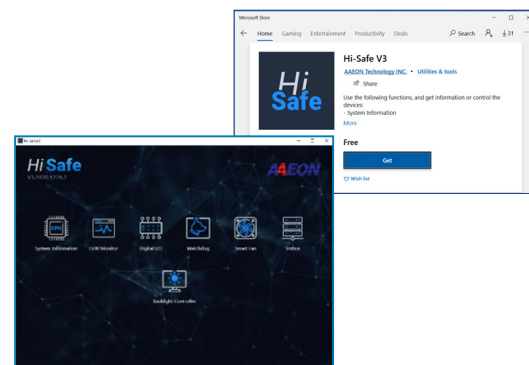 Microsoft Store
Home Gaming Entertainment Productivity Deals Search 31
Hi Safe
Hi-Safe V3
AAEON Technology INC. • Utilities & tools
Share
Use the following functions, and get information or control the
devices:
- System Information
More
Free
Get
Wish list
Hi Safe
AAEON
System Information H/W Monitor Digital I/O Watchdog Smart Fan Smbus
Backlight Controller